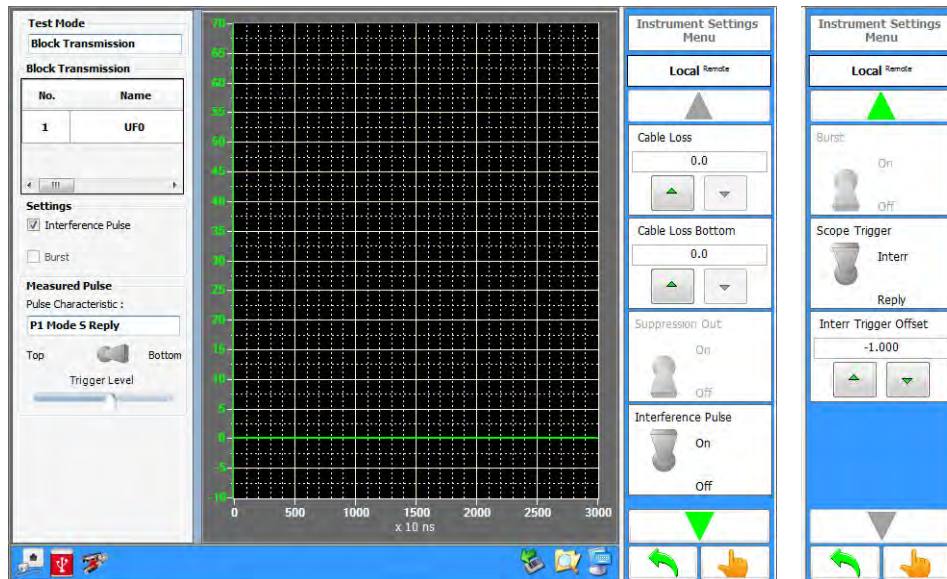 Test Mode
Block Transmission
Block Transmission
No. Name
1 UF0
Settings
Interference Pulse
Burst
Measured Pulse
Pulse Characteristic :
P1 Mode S Reply
Top Bottom
Trigger Level
70
65
60
55
50
45
40
35
30
25
20
15
10
5
0
-5
-10
0 500 1000 1500 2000 2500 3000
x 10 ns
Instrument Settings
Menu
Local Remote
Cable Loss
0.0
Cable Loss Bottom
0.0
Suppression Out
On
Off
Interference Pulse
On
Off
Instrument Settings
Menu
Local Remote
Burst
On
Off
Scope Trigger
Interr
Reply
Interr Trigger Offset
-1.000